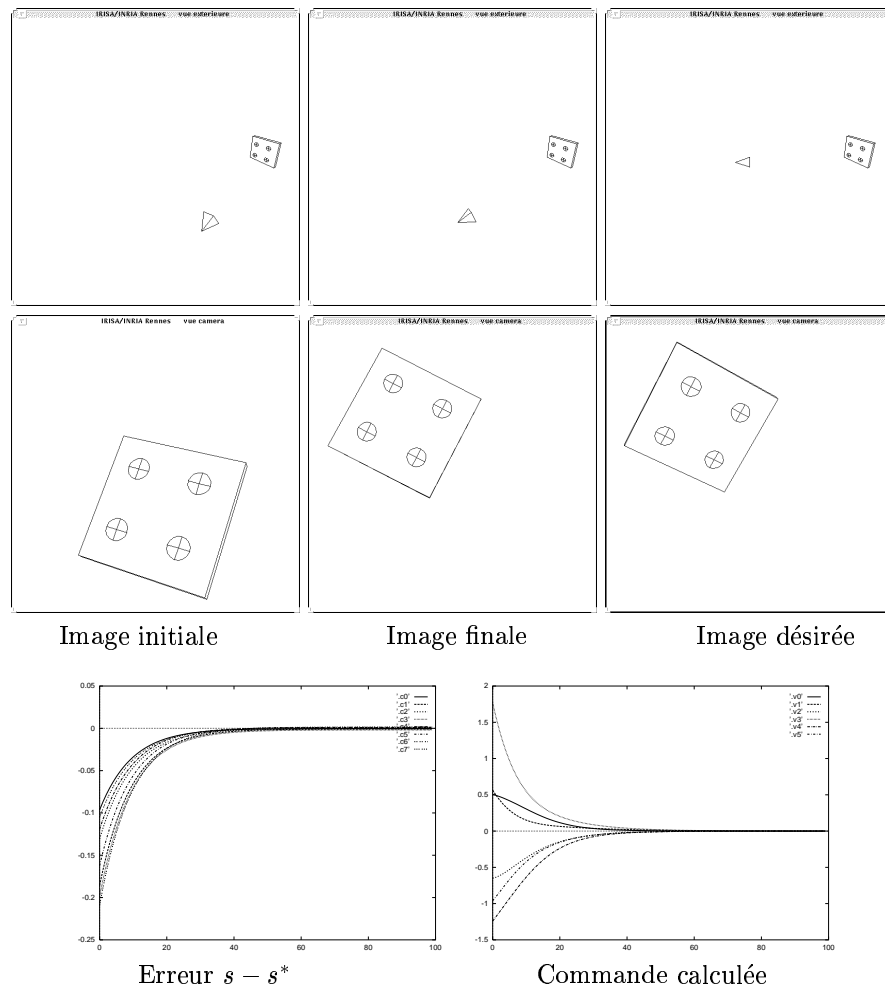 IRISA/INRIA Rennes vue exterieure
IRISA/INRIA Rennes vue exterieure
IRISA/INRIA Rennes vue exterieure
IRISA/INRIA Rennes vue camera
IRISA/INRIA Rennes vue camera
IRISA/INRIA Rennes vue camera
Image initiale
Image finale
Image désirée
0.05
0
-0.05
-0.1
-0.15
-0.2
-0.25
0 20 40 60 80 100
'.c0'
'.c1'
'.c2'
'.c3'
'.c5'
'.c6'
'.c7'
2
1.5
1
0.5
0
-0.5
-1
-1.5
0 20 40 60 80 100
'.v0'
'.v1'
'.v2'
'.v3'
'.v4'
'.v5'
Erreur s − s*
Commande calculée